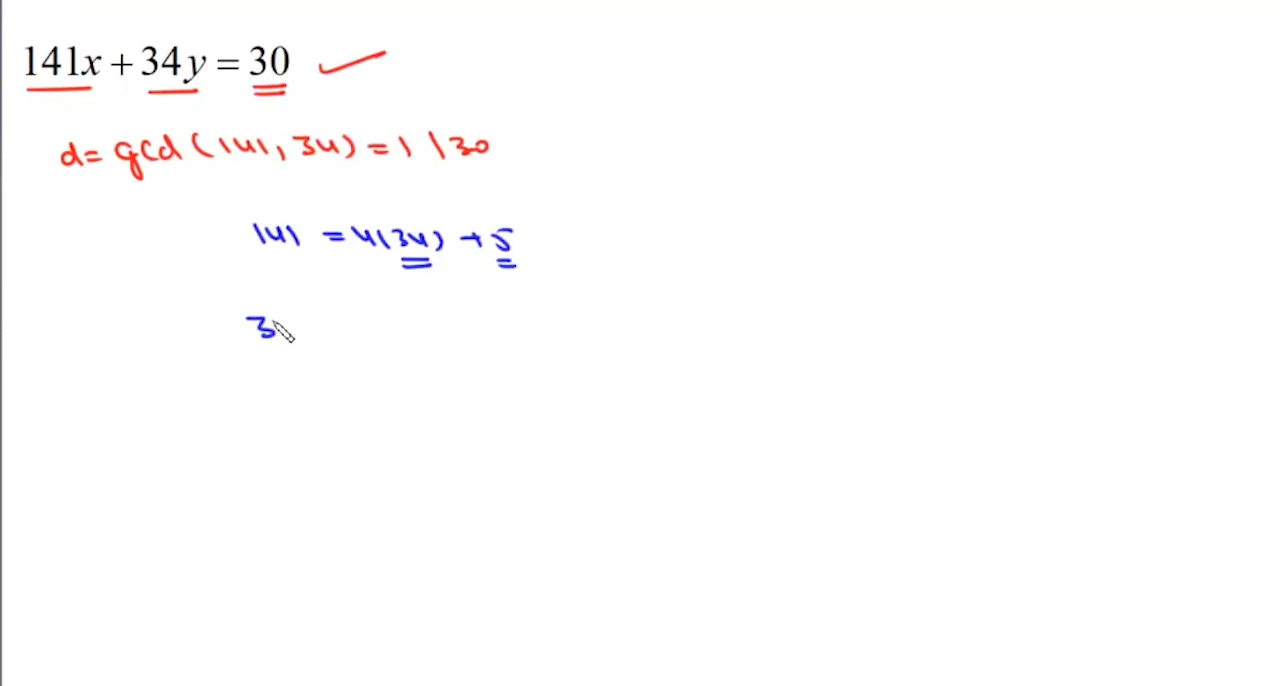 141x + 34y = 30
d = gcd (141, 34) = 1 | 30
141 = 4(34) + 5
3